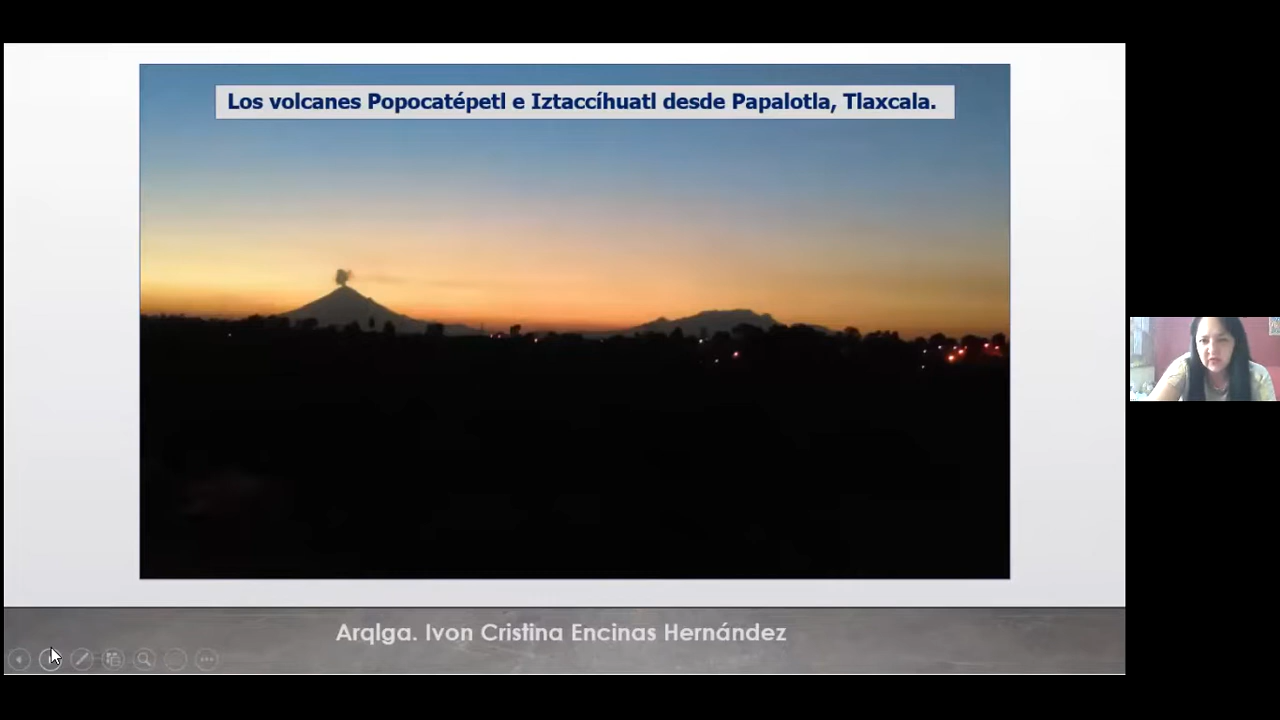 Los volcanes Popocatépetl e Iztaccíhuatl desde Papalotla, Tlaxcala.
Arqlga. Ivon Cristina Encinas Hernández